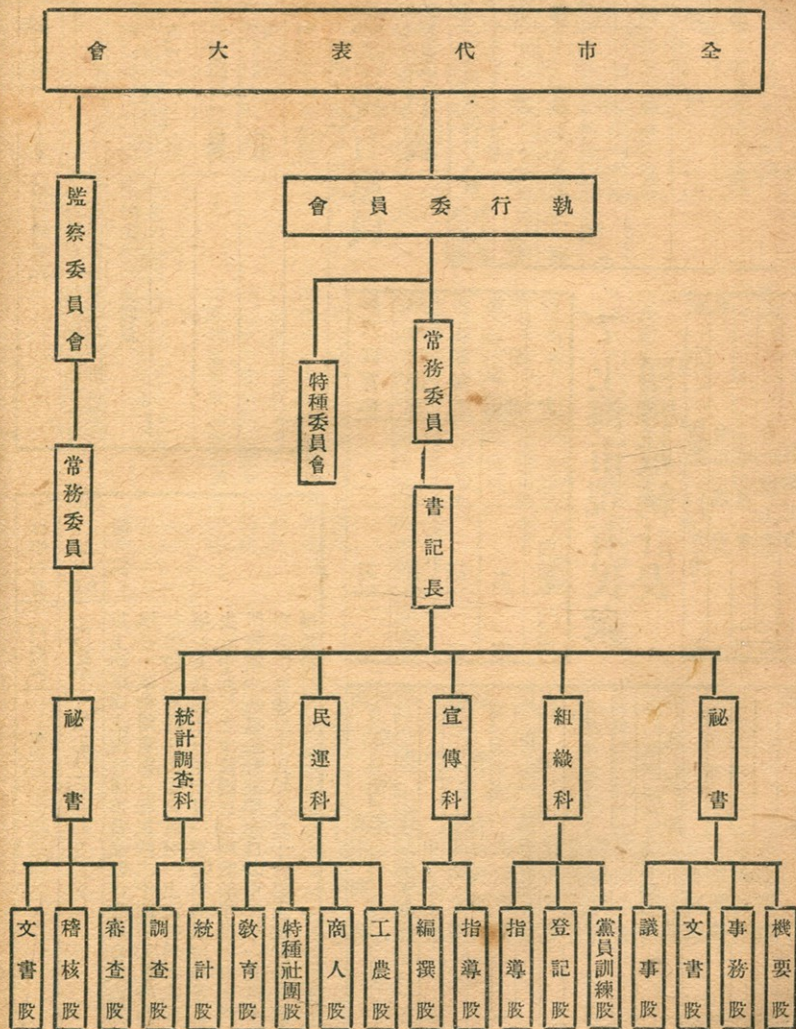 全市代表大會
執行委員會
監察委員會
常務委員
特種委員會
常務委員
書記長
祕書
組織科
宣傳科
民運科
統計調查科
祕書
機要股
事務股
文書股
議事股
黨員訓練股
登記股
指導股
指導股
編撰股
工農股
商人股
特種社團股
教育股
統計股
調查股
審查股
稽核股
文書股